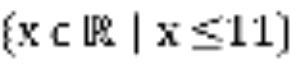 {x ∈ ℝ | x ≤ 11}